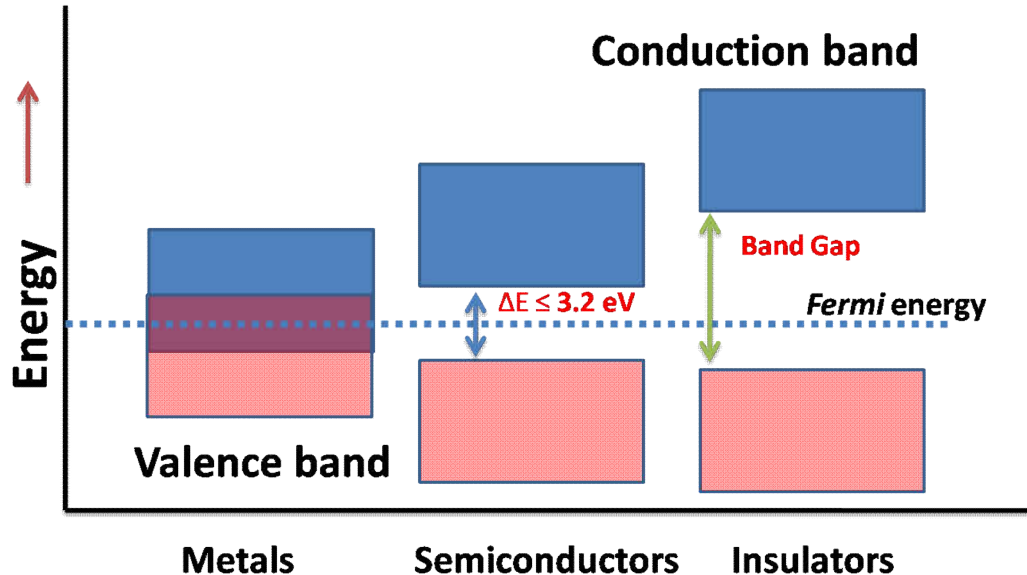 Conduction band
Band Gap
ΔE ≤ 3.2 eV
Fermi energy
Energy
Valence band
Metals
Semiconductors
Insulators